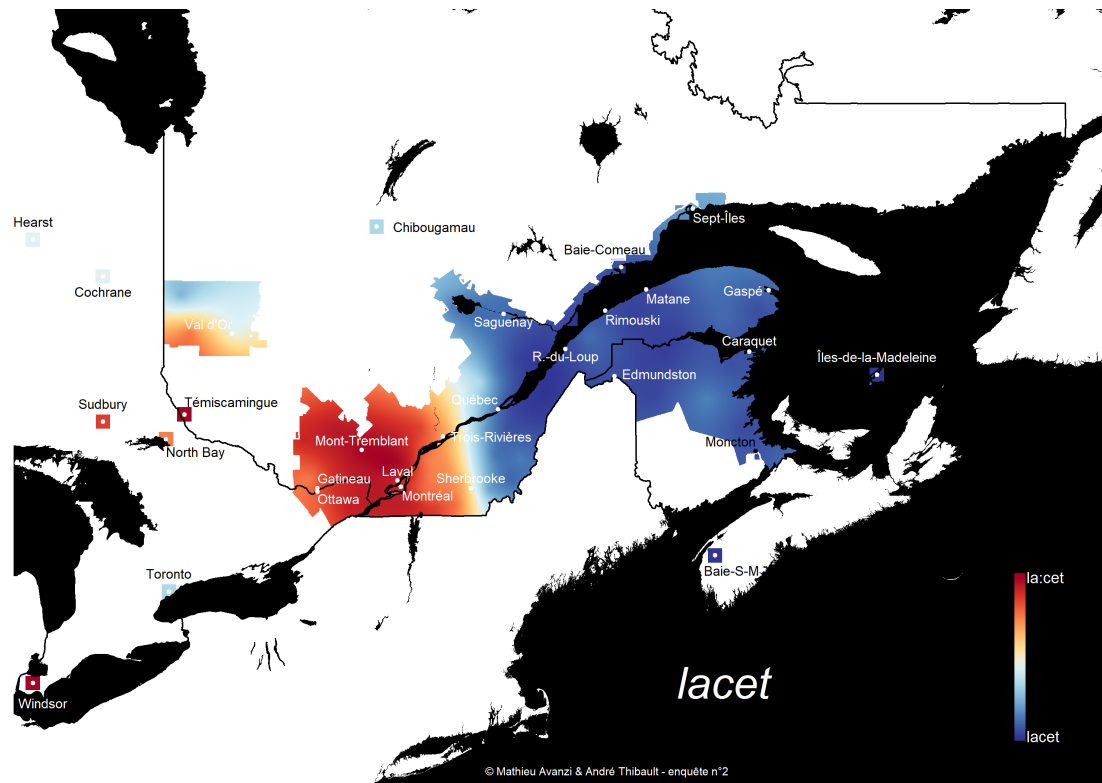 Sept-Îles
Hearst
Chibougamau
Baie-Comeau
Cochrane
Gaspé
Matane
Saguenay
Rimouski
Val d'Or
Caraquet
R.-du-Loup
Îles-de-la-Madeleine
Edmundston
Québec
Témiscamingue
Sudbury
Trois-Rivières
Mont-Tremblant
Moncton
North Bay
Laval
Gatineau
Sherbrooke
Montréal
Ottawa
Baie-S-M
Toronto
la:cet
lacet
Windsor
lacet
© Mathieu Avanzi & André Thibault - enquête n°2